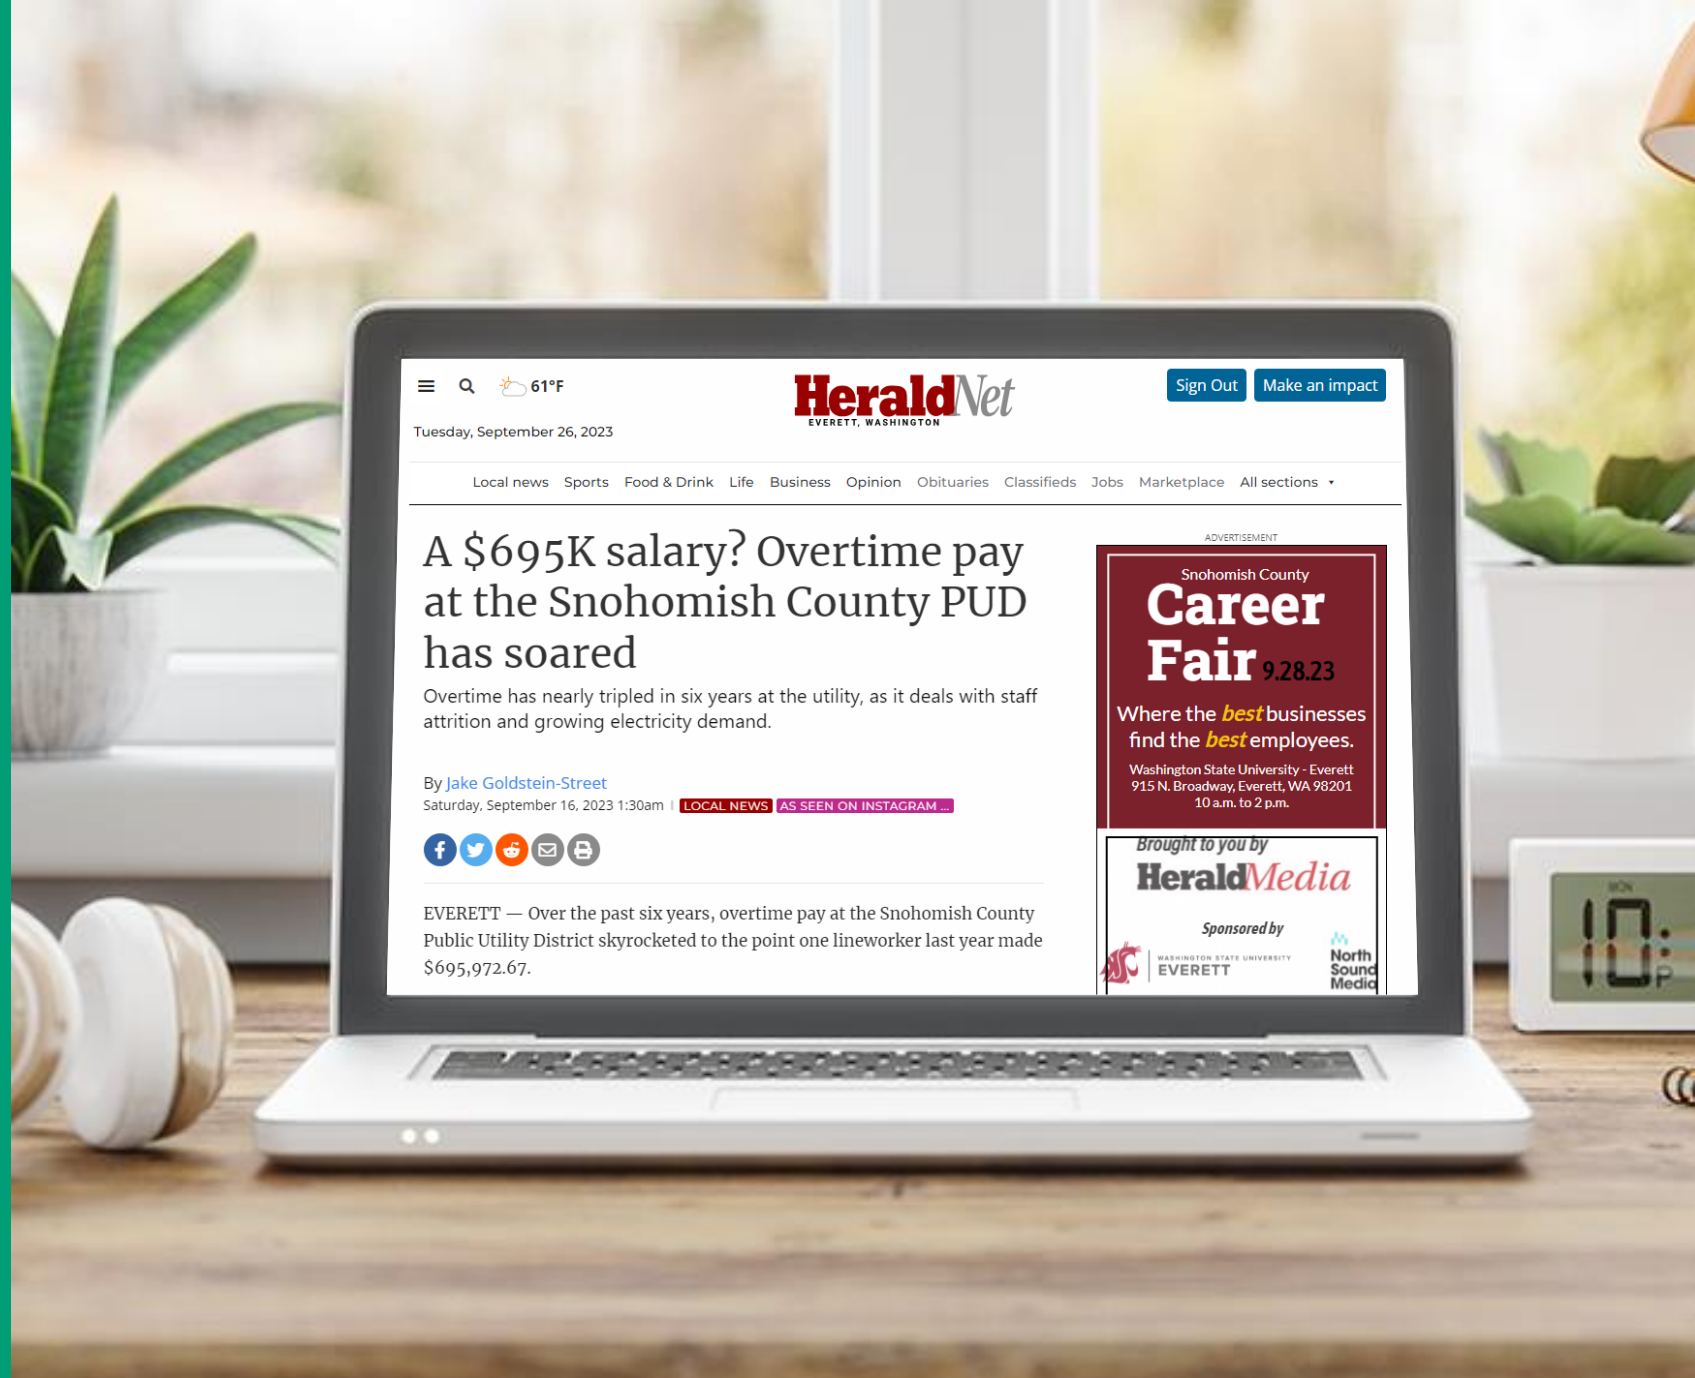 61°F
HeraldNet
EVERETT, WASHINGTON
Sign Out
Make an impact
Tuesday, September 26, 2023
Local news Sports Food & Drink Life Business Opinion Obituaries Classifieds Jobs Marketplace All sections
A $695K salary? Overtime pay
at the Snohomish County PUD
has soared
Overtime has nearly tripled in six years at the utility, as it deals with staff
attrition and growing electricity demand.
By Jake Goldstein-Street
Saturday, September 16, 2023 1:30am | LOCAL NEWS AS SEEN ON INSTAGRAM ...
EVERETT — Over the past six years, overtime pay at the Snohomish County
Public Utility District skyrocketed to the point one lineworker last year made
$695,972.67.
ADVERTISEMENT
Snohomish County
Career
Fair 9.28.23
Where the best businesses
find the best employees.
Washington State University - Everett
915 N. Broadway, Everett, WA 98201
10 a.m. to 2 p.m.
Brought to you by
HeraldMedia
Sponsored by
WASHINGTON STATE UNIVERSITY
EVERETT
North
Sound
Media
MON
10:
P